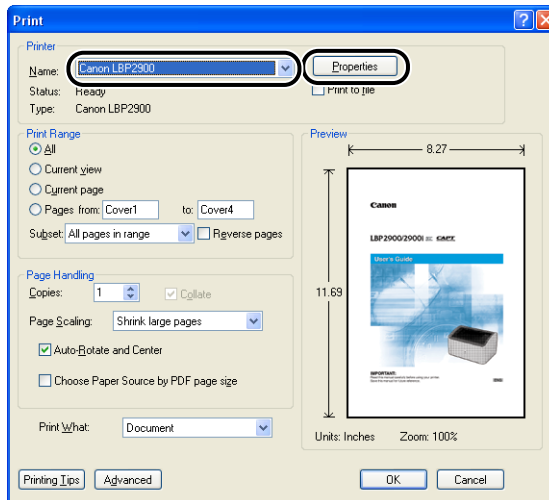 Print
Printer
Name: Canon LBP2900 Properties
Status: Ready Print to file
Type: Canon LBP2900
Print Range
All
Current view
Current page
Pages from: Cover1 to: Cover4
Subset: All pages in range Reverse pages
Page Handling
Copies: 1 Collate
Page Scaling: Shrink large pages
Auto-Rotate and Center
Choose Paper Source by PDF page size
Print What: Document
Preview
8.27
11.69
Canon
LBP2900/2900i CAPT
User's Guide
IMPORTANT:
Units: Inches Zoom: 100%
Printing Tips Advanced OK Cancel